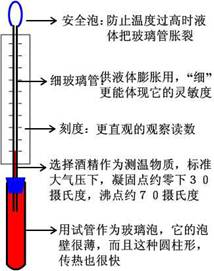 安全泡：防止温度过高时液
体把玻璃管胀裂
细玻璃管：供液体膨胀用，“细”
更能体现它的灵敏度
刻度：更直观的观察读数
选择酒精作为测温物质，标准
大气压下，凝固点约零下３０
摄氏度，沸点约７０摄氏度
用试管作为玻璃泡，它的泡
壁很薄，而且这种圆柱形，
传热也很快